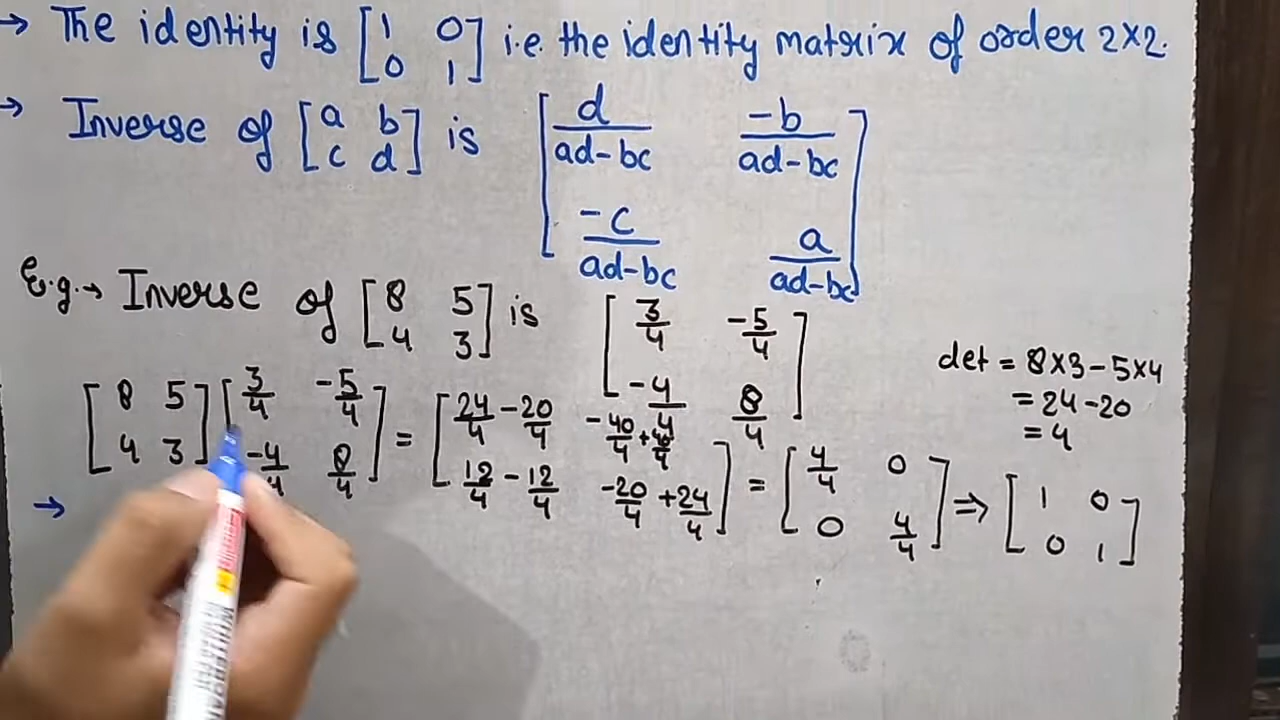 → The identity is [1 0 0 1] i.e. the identity matrix of order 2×2.
→ Inverse of [a b c d] is [d/ad-bc -b/ad-bc -c/ad-bc a/ad-bc]
E.g.→ Inverse of [8 5 4 3] is [3/4 -5/4 -4/4 8/4]
det = 8×3-5×4
= 24-20
= 4
[8 5 4 3] [3/4 -5/4 -4/4 8/4] = [24/4-20/4 -40/4+40/4 12/4-12/4 -20/4+24/4] = [4/4 0 0 4/4] ⇒ [1 0 0 1]
→